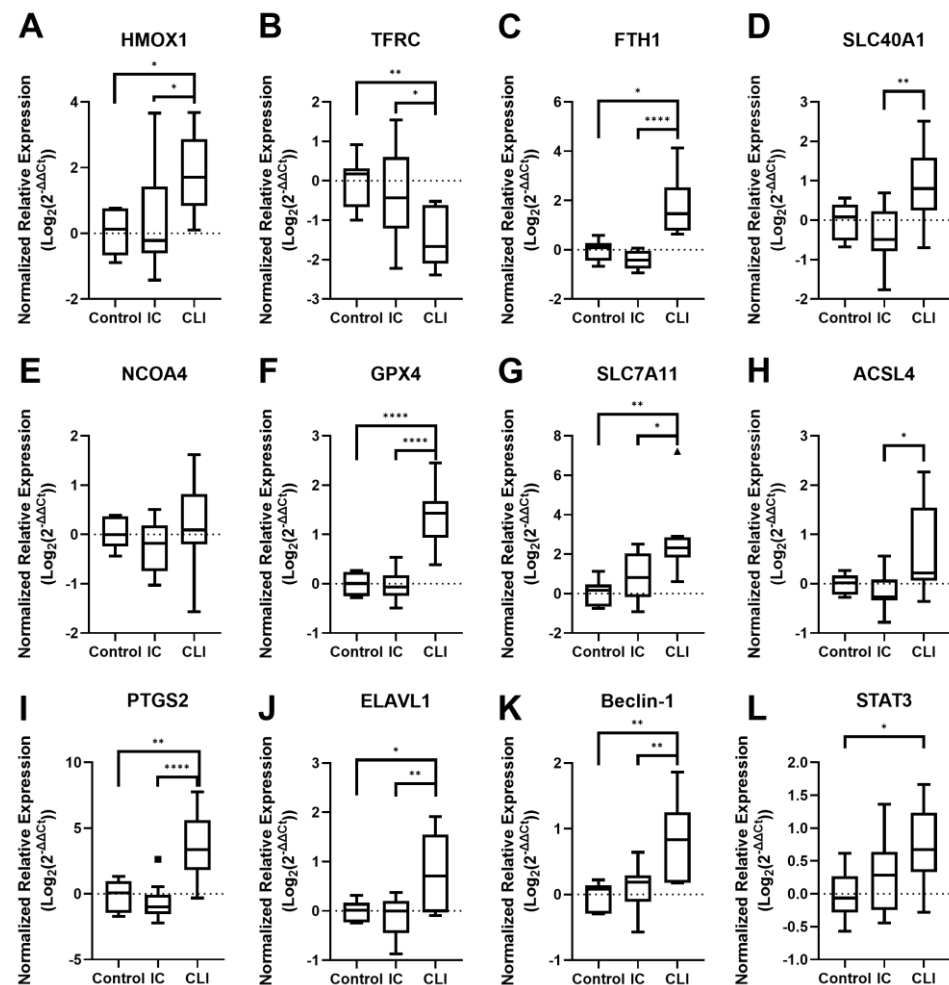 A
HMOX1
Normalized Relative Expression
(Log₂(2^-ΔΔCt))
4
2
0
-2
*
*
Control IC CLI
B
TFRC
Normalized Relative Expression
(Log₂(2^-ΔΔCt))
2
1
0
-1
-2
-3
**
*
Control IC CLI
C
FTH1
Normalized Relative Expression
(Log₂(2^-ΔΔCt))
6
4
2
0
-2
*
****
Control IC CLI
D
SLC40A1
Normalized Relative Expression
(Log₂(2^-ΔΔCt))
3
2
1
0
-1
-2
**
Control IC CLI
E
NCOA4
Normalized Relative Expression
(Log₂(2^-ΔΔCt))
2
1
0
-1
-2
Control IC CLI
F
GPX4
Normalized Relative Expression
(Log₂(2^-ΔΔCt))
3
2
1
0
-1
****
****
Control IC CLI
G
SLC7A11
Normalized Relative Expression
(Log₂(2^-ΔΔCt))
8
6
4
2
0
-2
**
*
Control IC CLI
H
ACSL4
Normalized Relative Expression
(Log₂(2^-ΔΔCt))
3
2
1
0
-1
*
Control IC CLI
I
PTGS2
Normalized Relative Expression
(Log₂(2^-ΔΔCt))
10
5
0
-5
**
****
Control IC CLI
J
ELAVL1
Normalized Relative Expression
(Log₂(2^-ΔΔCt))
3
2
1
0
-1
*
**
Control IC CLI
K
Beclin-1
Normalized Relative Expression
(Log₂(2^-ΔΔCt))
2
1
0
-1
**
**
Control IC CLI
L
STAT3
Normalized Relative Expression
(Log₂(2^-ΔΔCt))
2.0
1.5
1.0
0.5
0.0
-0.5
-1.0
*
Control IC CLI